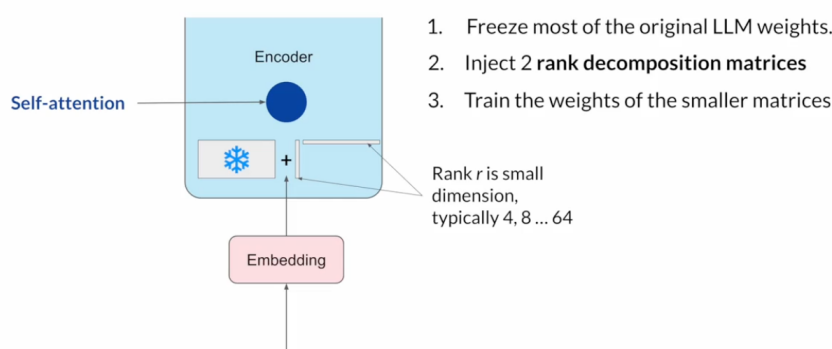 Encoder
Self-attention
+
Embedding
1. Freeze most of the original LLM weights.
2. Inject 2 rank decomposition matrices
3. Train the weights of the smaller matrices
Rank r is small
dimension,
typically 4, 8 ... 64